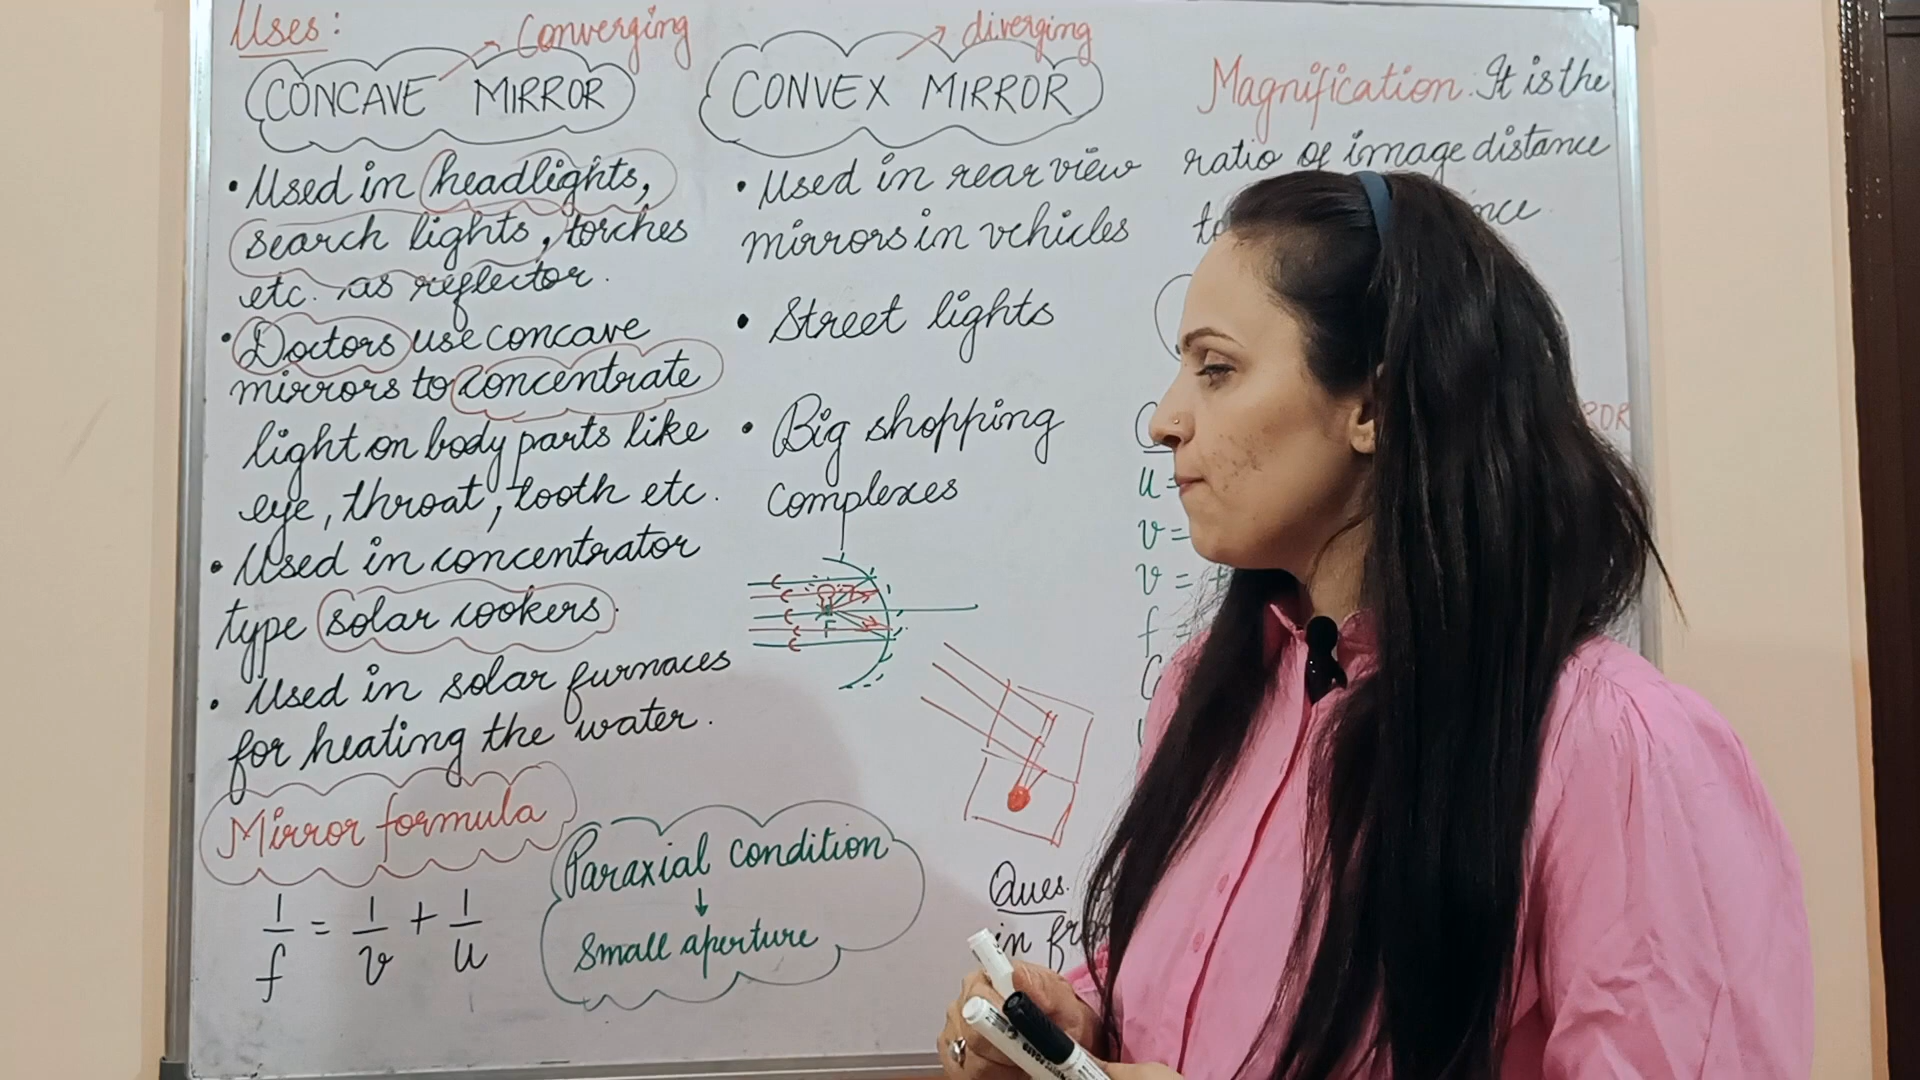 Uses:
Converging
CONCAVE MIRROR
• Used in headlights,
search lights, torches
etc. as reflector.
• Doctors use concave
mirrors to concentrate
light on body parts like
eye, throat, tooth etc.
• Used in concentrator
type solar cookers.
• Used in solar furnaces
for heating the water.
Mirror formula
1/f = 1/v + 1/u
diverging
CONVEX MIRROR
• Used in rear view
mirrors in vehicles
• Street lights
• Big shopping
complexes
F
Paraxial condition
↓
Small aperture
Magnification. It is the
ratio of image distance
u =
v =
v = +
f =
Ques.
in